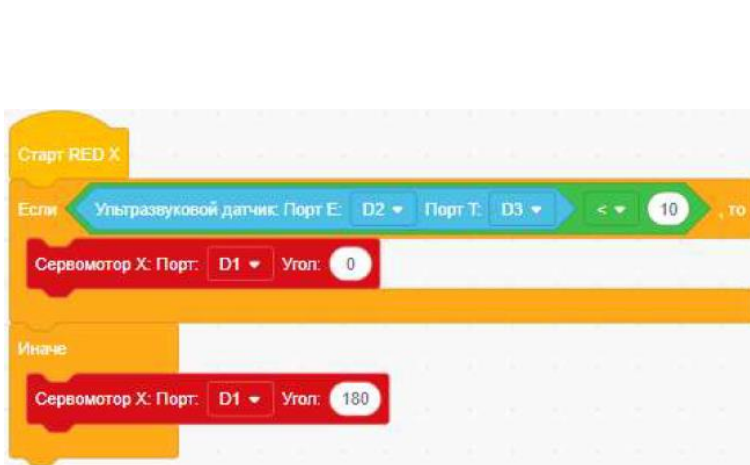 Старт RED X
Если Ультразвуковой датчик: Порт E: D2 Порт T: D3 < 10 , то
Сервомотор X: Порт: D1 Угол: 0
Иначе
Сервомотор X: Порт: D1 Угол: 180